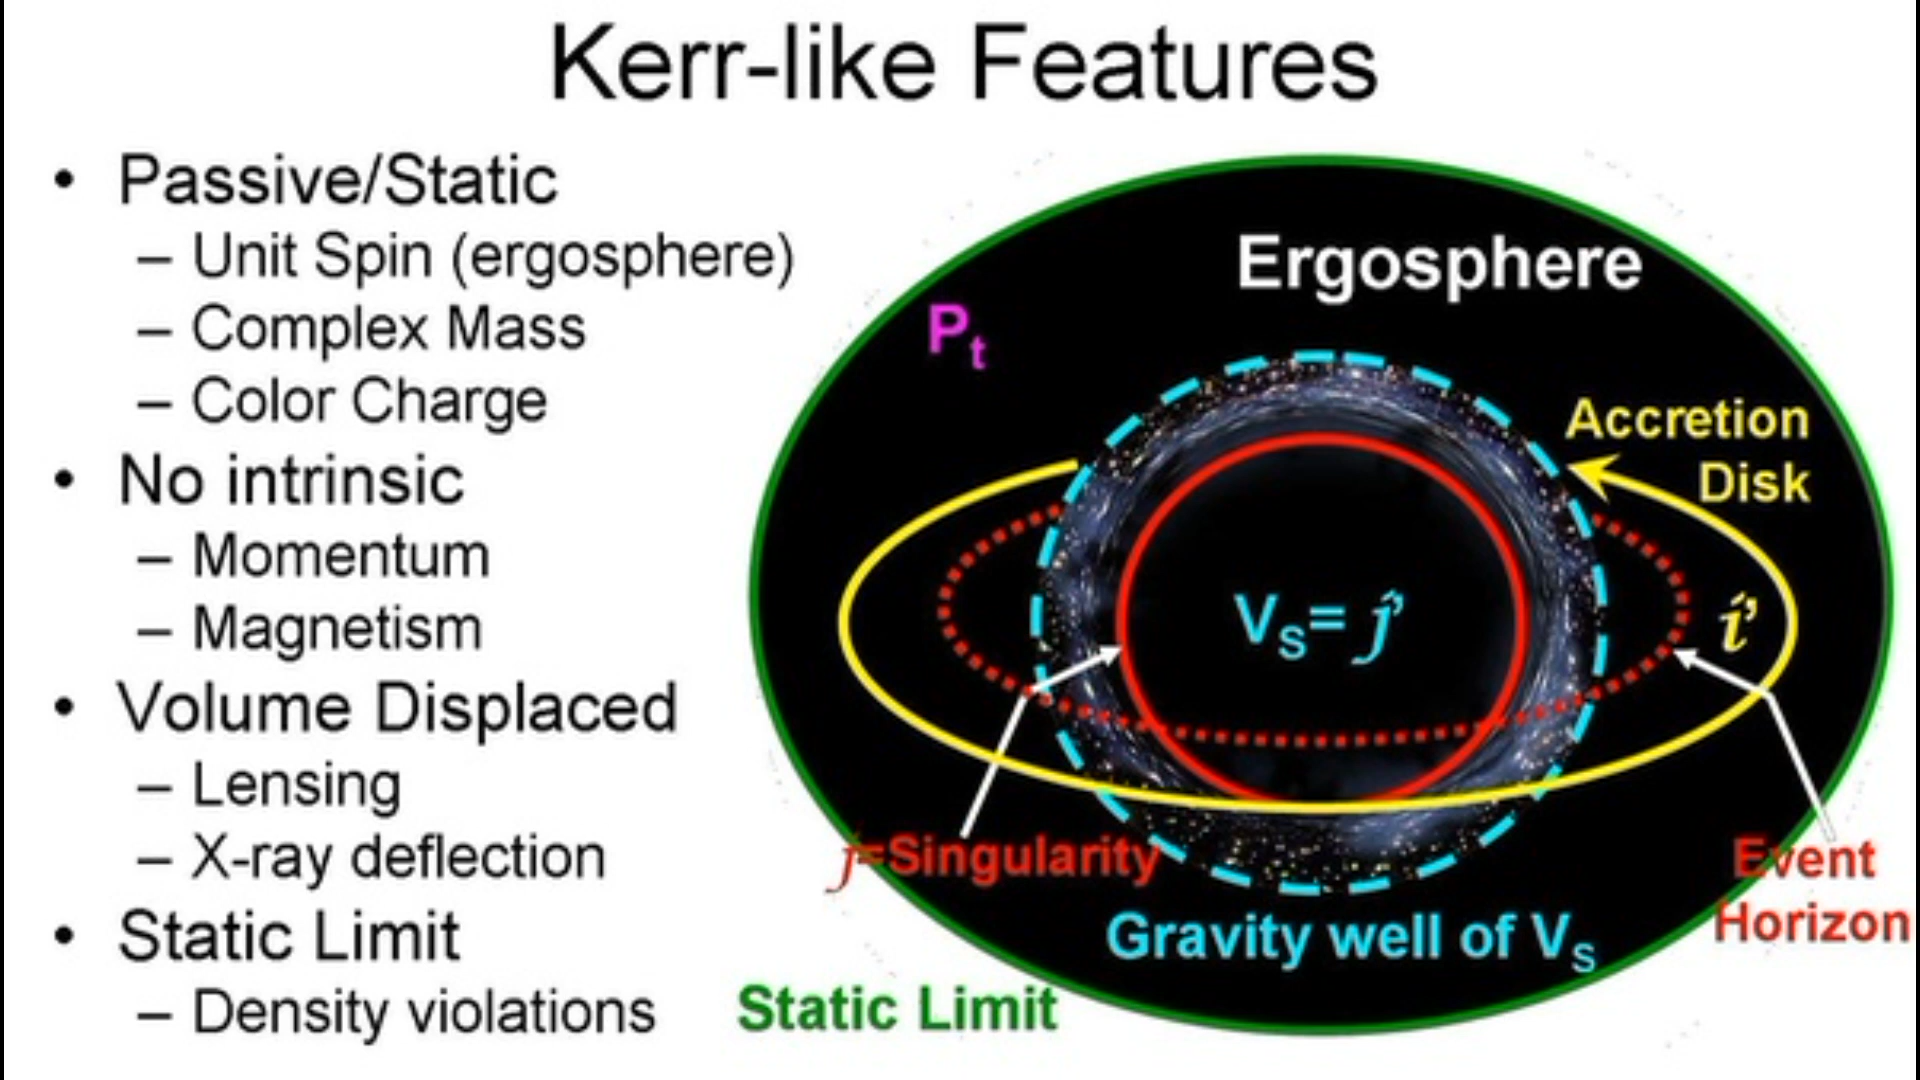 Kerr-like Features
• Passive/Static
– Unit Spin (ergosphere)
– Complex Mass
– Color Charge
• No intrinsic
– Momentum
– Magnetism
• Volume Displaced
– Lensing
– X-ray deflection
• Static Limit
– Density violations
Ergosphere
Pt
Accretion
Disk
VS= ĵ’
î’
j=Singularity
Event
Horizon
Gravity well of VS
Static Limit